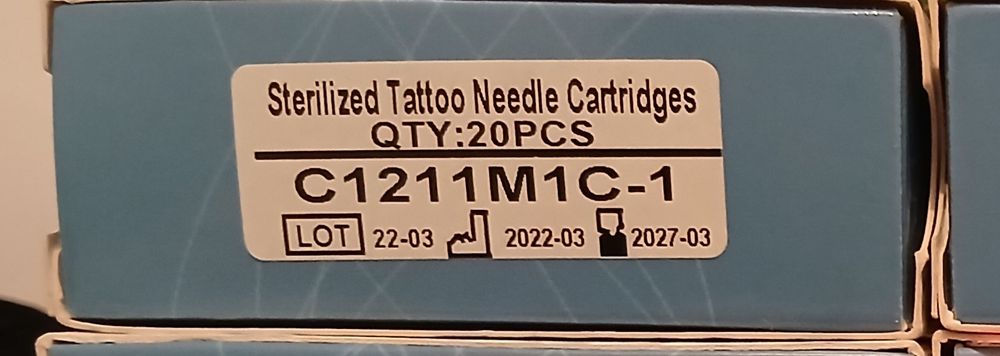 Sterilized Tattoo Needle Cartridges
QTY:20PCS
C1211M1C-1
LOT 22-03 2022-03 2027-03